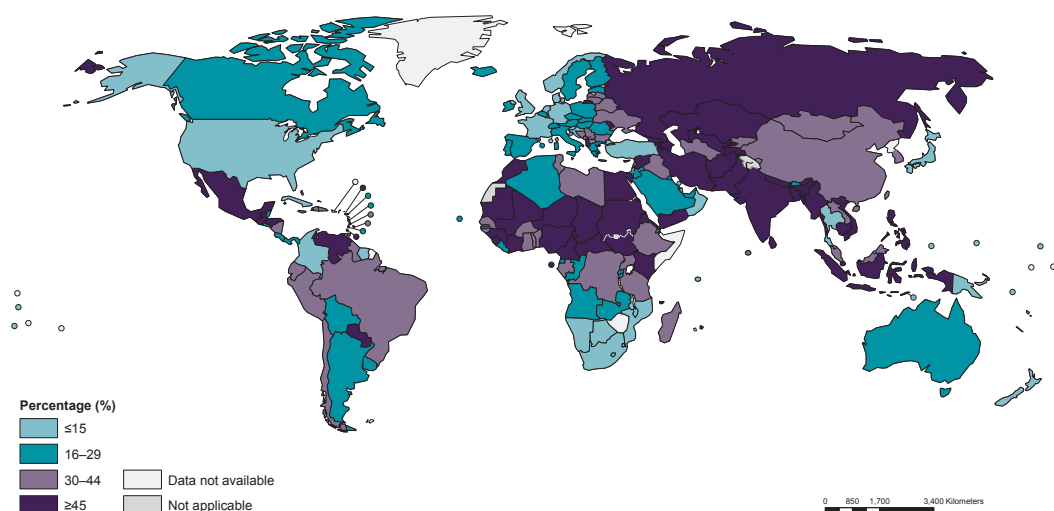 Percentage (%)
≤15
16–29
30–44
Data not available
≥45
Not applicable
0 850 1,700 3,400 Kilometers